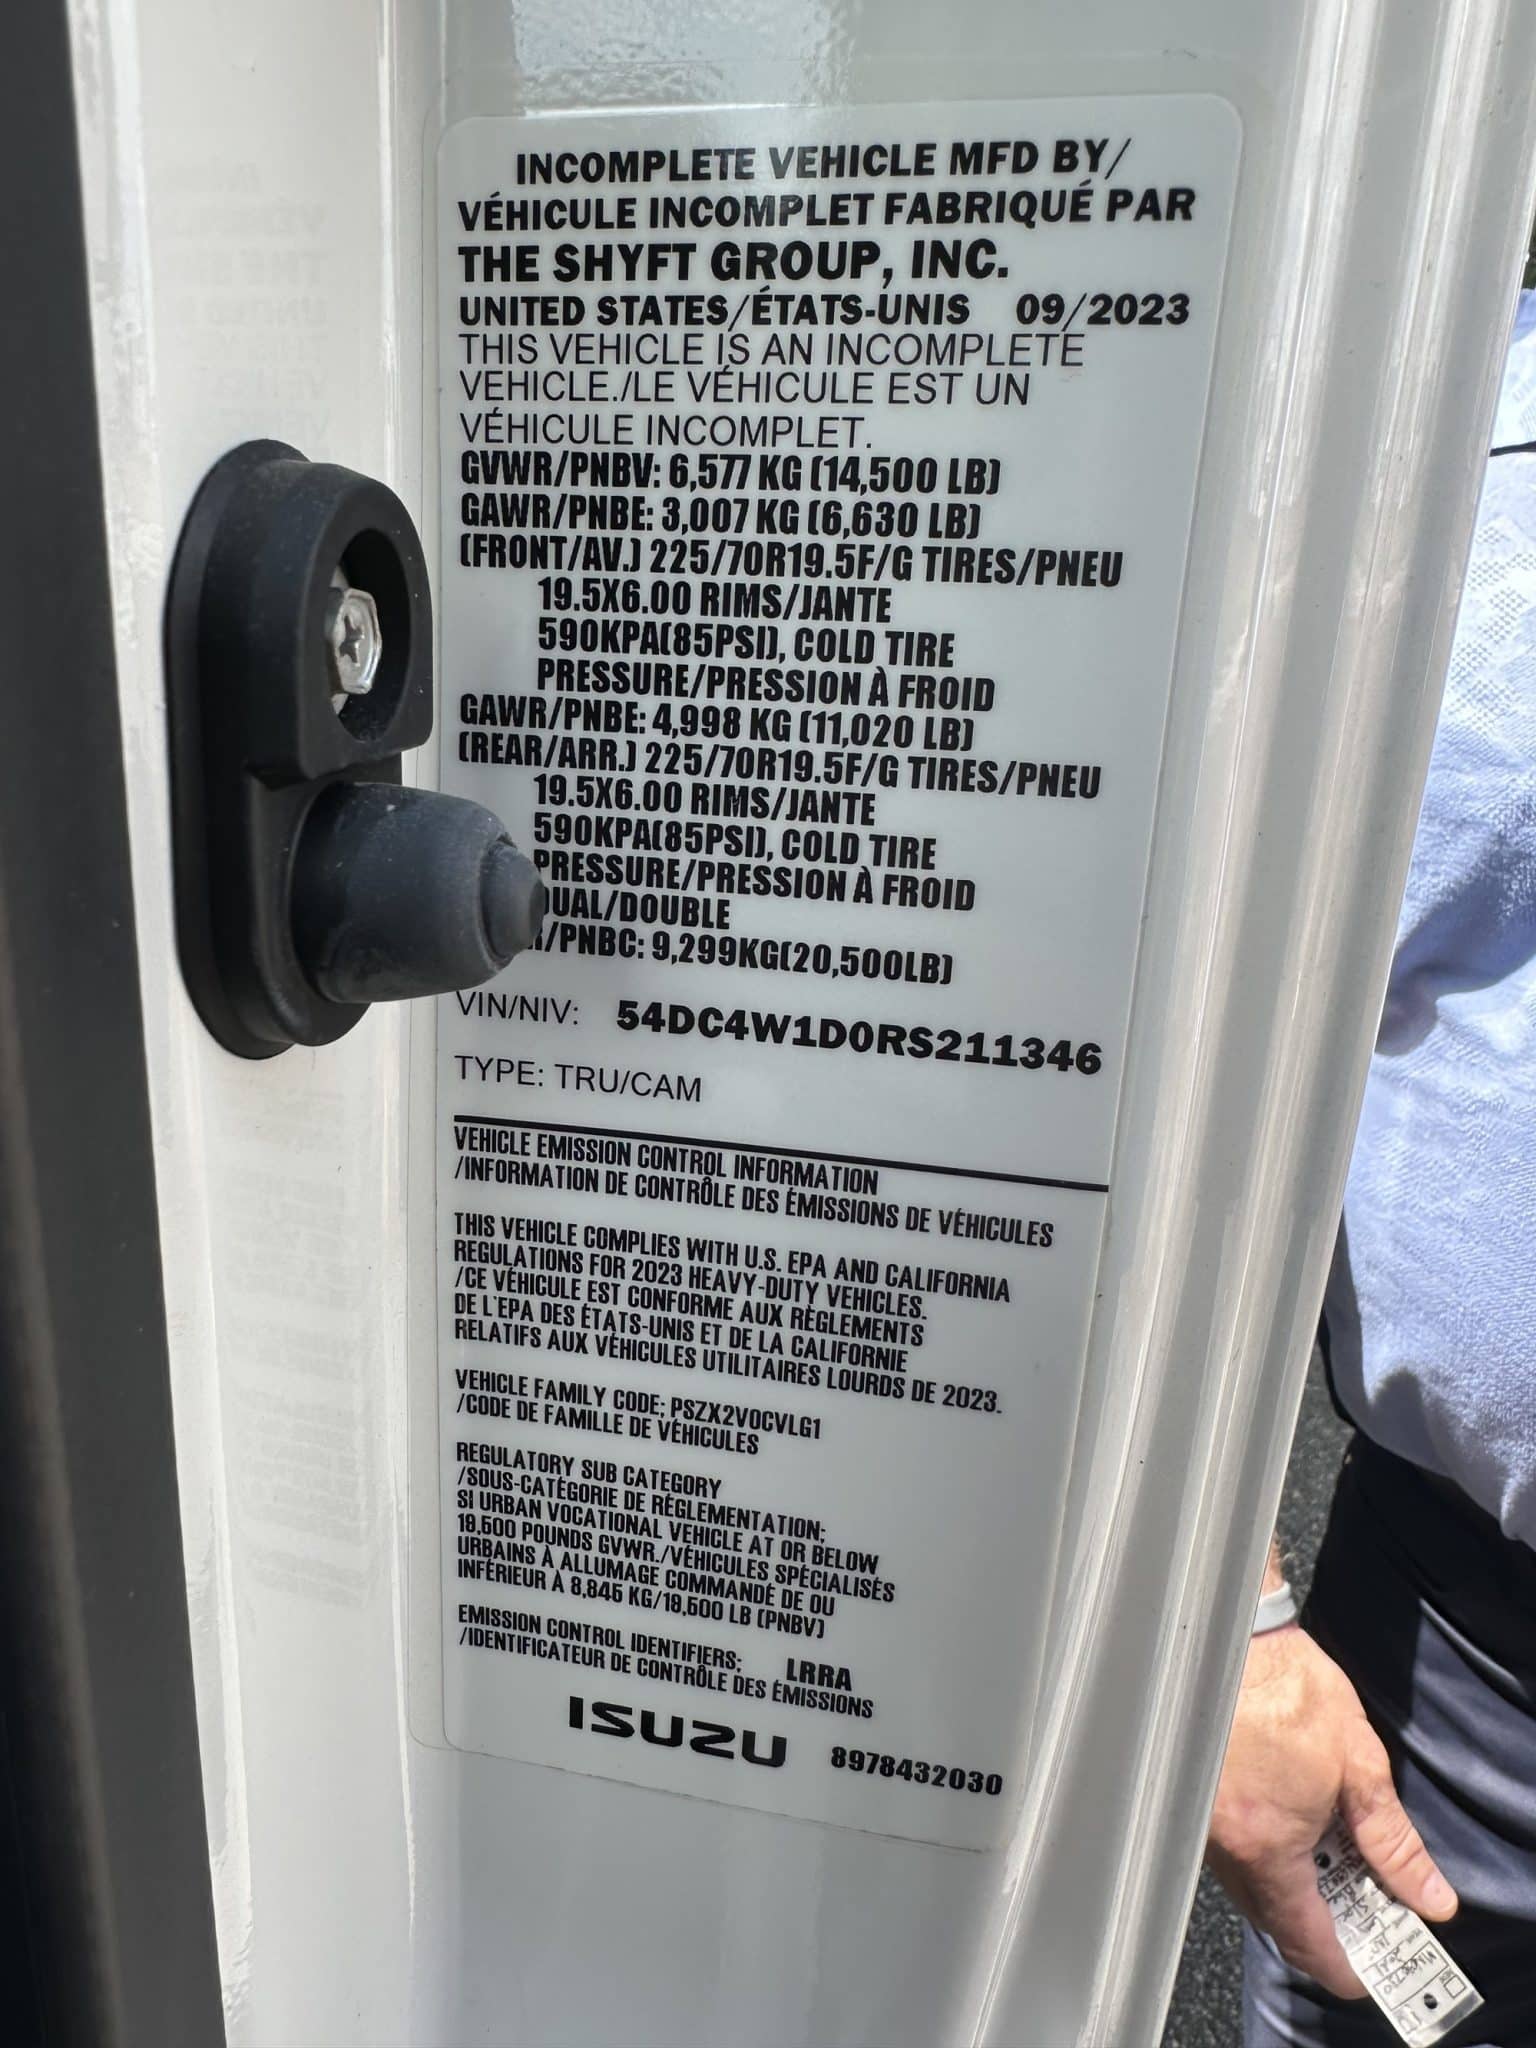 INCOMPLETE VEHICLE MFD BY/
VÉHICULE INCOMPLET FABRIQUÉ PAR
THE SHYFT GROUP, INC.
UNITED STATES/ÉTATS-UNIS 09/2023
THIS VEHICLE IS AN INCOMPLETE
VEHICLE./LE VÉHICULE EST UN
VÉHICULE INCOMPLET.
GVWR/PNBV: 6,577 KG (14,500 LB)
GAWR/PNBE: 3,007 KG (6,630 LB)
(FRONT/AV.) 225/70R19.5F/G TIRES/PNEU
19.5X6.00 RIMS/JANTE
590KPA(85PSI), COLD TIRE
PRESSURE/PRESSION À FROID
GAWR/PNBE: 4,998 KG (11,020 LB)
(REAR/ARR.) 225/70R19.5F/G TIRES/PNEU
19.5X6.00 RIMS/JANTE
590KPA(85PSI), COLD TIRE
PRESSURE/PRESSION À FROID
DUAL/DOUBLE
R/PNBC: 9,299KG(20,500LB)
VIN/NIV: 54DC4W1D0RS211346
TYPE: TRU/CAM
VEHICLE EMISSION CONTROL INFORMATION
/INFORMATION DE CONTRÔLE DES ÉMISSIONS DE VÉHICULES
THIS VEHICLE COMPLIES WITH U.S. EPA AND CALIFORNIA
REGULATIONS FOR 2023 HEAVY-DUTY VEHICLES.
/CE VÉHICULE EST CONFORME AUX RÈGLEMENTS
DE L'EPA DES ÉTATS-UNIS ET DE LA CALIFORNIE
RELATIFS AUX VÉHICULES UTILITAIRES LOURDS DE 2023.
VEHICLE FAMILY CODE; PSZX2VOCVLG1
/CODE DE FAMILLE DE VÉHICULES
REGULATORY SUB CATEGORY
/SOUS-CATÉGORIE DE RÉGLEMENTATION;
SI URBAN VOCATIONAL VEHICLE AT OR BELOW
19,500 POUNDS GVWR./VÉHICULES SPÉCIALISÉS
URBAINS À ALLUMAGE COMMANDÉ DE OU
INFÉRIEUR À 8,845 KG/19,500 LB (PNBV)
EMISSION CONTROL IDENTIFIERS; LRRA
/IDENTIFICATEUR DE CONTRÔLE DES ÉMISSIONS
ISUZU 8978432030